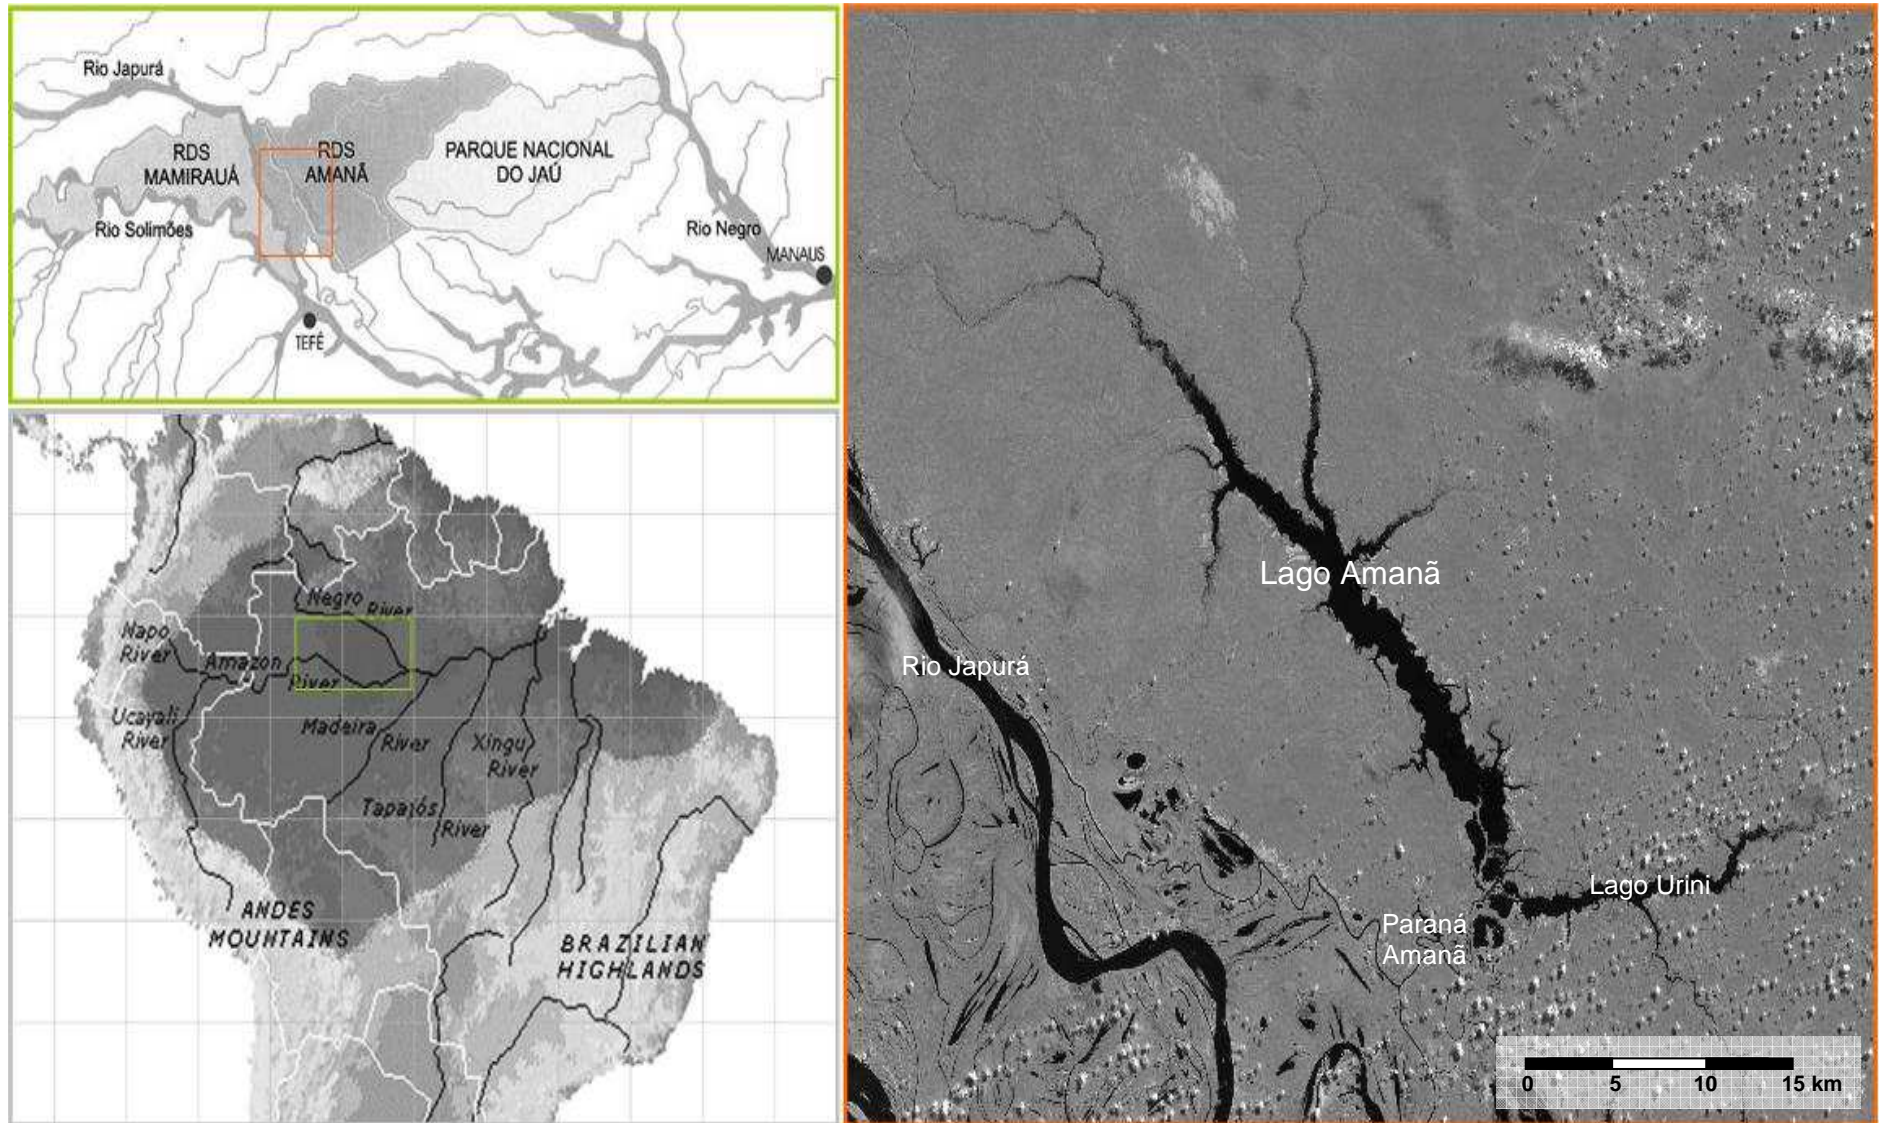 Rio Japurá
RDS
MAMIRAUÁ
RDS
AMANÃ
PARQUE NACIONAL
DO JAÚ
Rio Solimões
Rio Negro
MANAUS
TEFÉ
Negro
River
Napo
River
Amazon
River
Ucayali
River
Madeira
River
Xingu
River
Tapajós
River
ANDES
MOUNTAINS
BRAZILIAN
HIGHLANDS
Lago Amanã
Rio Japurá
Lago Urini
Paraná
Amanã
0 5 10 15 km